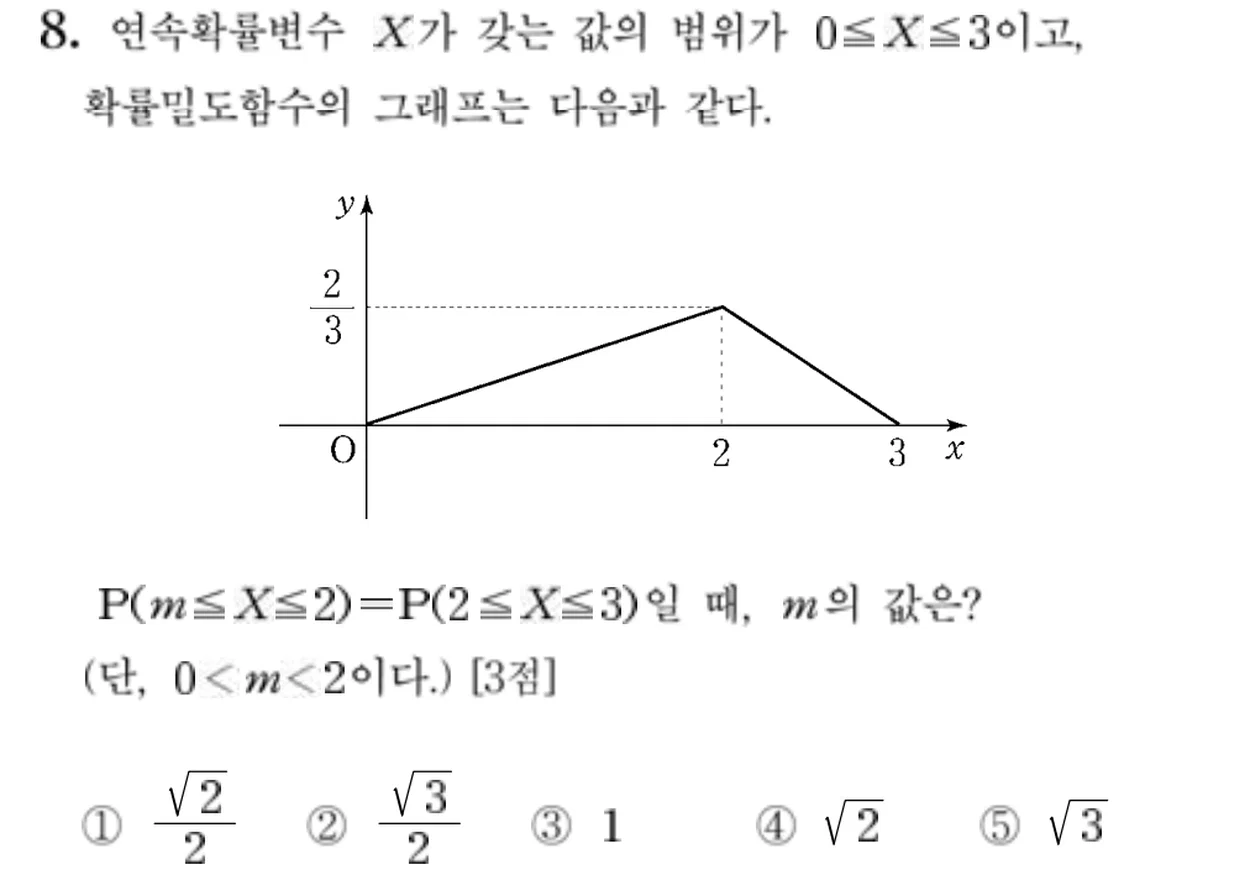 8. 연속확률변수 X가 갖는 값의 범위가 0≦X≦3이고,
확률밀도함수의 그래프는 다음과 같다.
y
2/3
O
2
3
x
P(m≦X≦2)=P(2≦X≦3)일 때, m의 값은?
(단, 0<m<2이다.) [3점]
① √2/2 ② √3/2 ③ 1 ④ √2 ⑤ √3